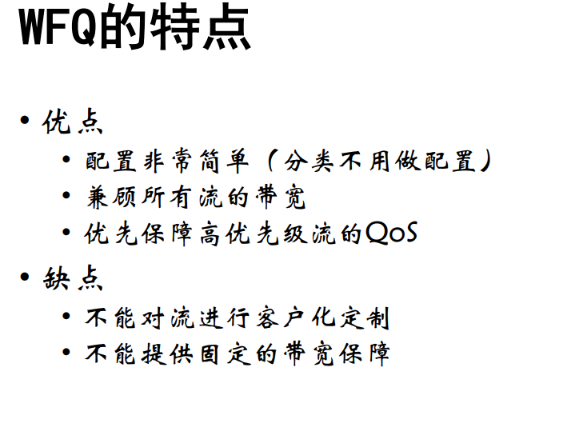 WFQ的特点
• 优点
• 配置非常简单（分类不用做配置）
• 兼顾所有流的带宽
• 优先保障高优先级流的QoS
• 缺点
• 不能对流进行客户化定制
• 不能提供固定的带宽保障